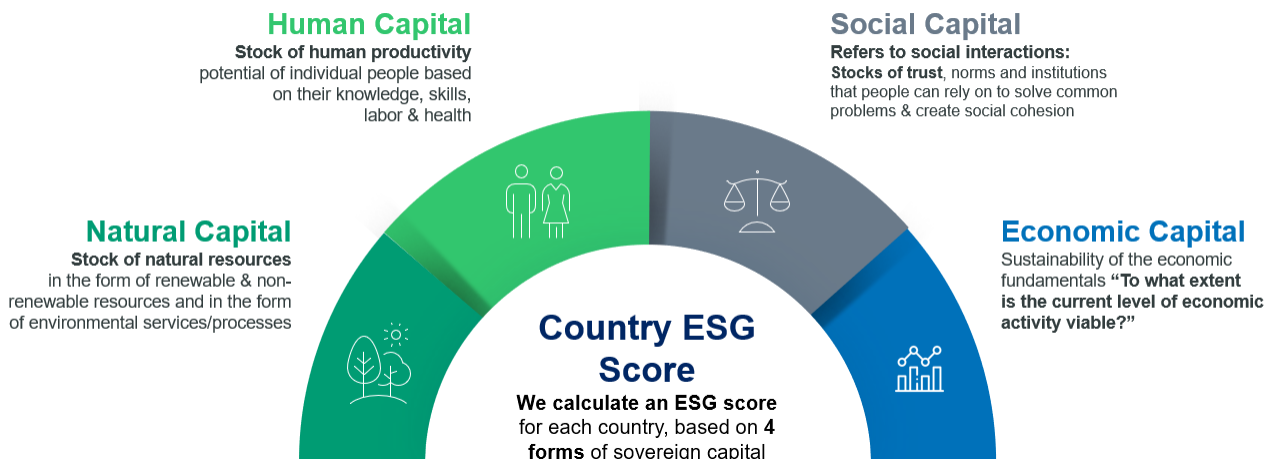 Human Capital
Stock of human productivity
potential of individual people based
on their knowledge, skills,
labor & health
Social Capital
Refers to social interactions:
Stocks of trust, norms and institutions
that people can rely on to solve common
problems & create social cohesion
Natural Capital
Stock of natural resources
in the form of renewable & non-
renewable resources and in the form
of environmental services/processes
Economic Capital
Sustainability of the economic
fundamentals “To what extent
is the current level of economic
activity viable?”
Country ESG
Score
We calculate an ESG score
for each country, based on 4
forms of sovereign capital